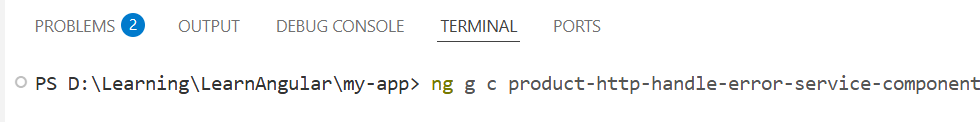 PROBLEMS 2 OUTPUT DEBUG CONSOLE TERMINAL PORTS
PS D:\Learning\LearnAngular\my-app> ng g c product-http-handle-error-service-component